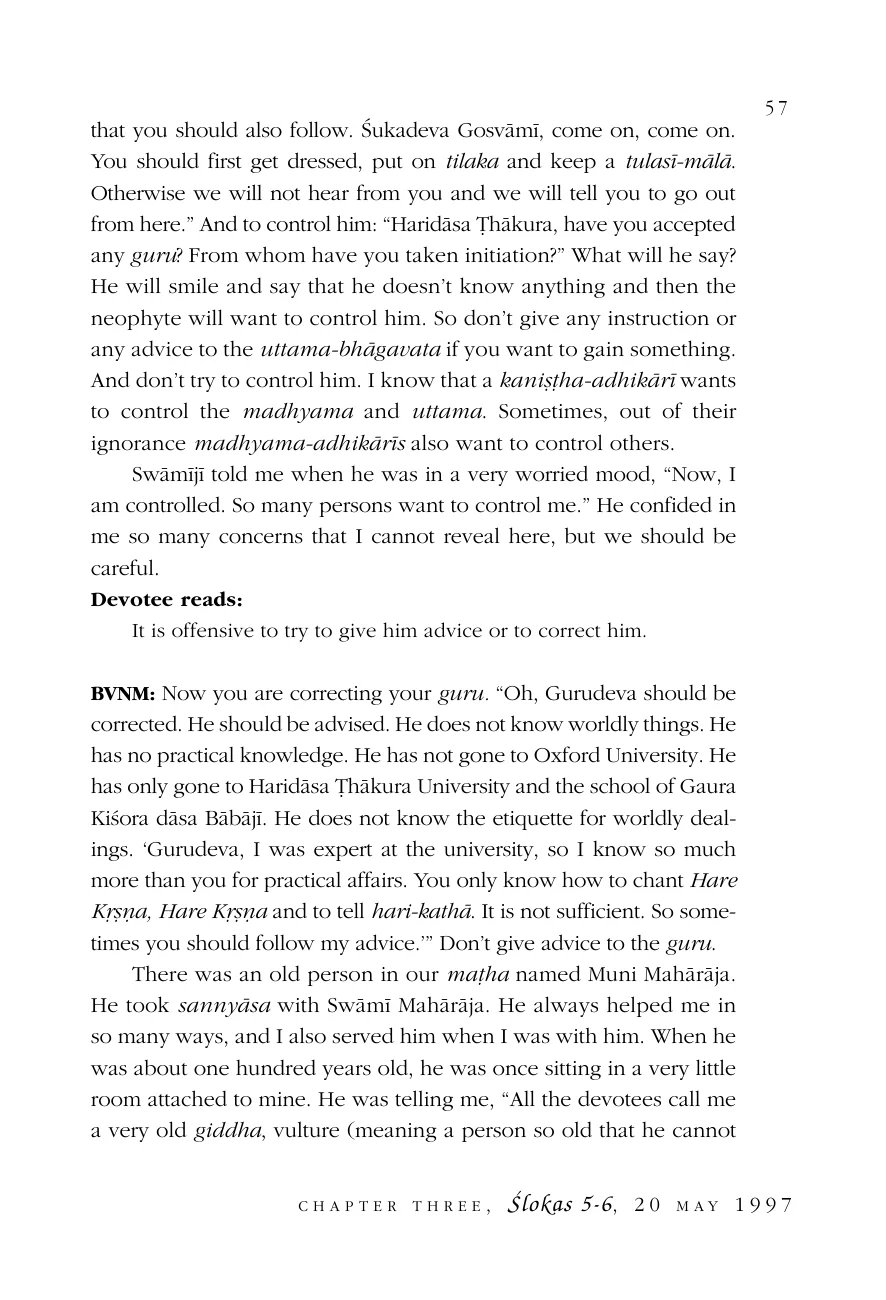 57
that you should also follow. Śukadeva Gosvāmī, come on, come on.
You should first get dressed, put on tilaka and keep a tulasī-mālā.
Otherwise we will not hear from you and we will tell you to go out
from here.” And to control him: “Haridāsa Ṭhākura, have you accepted
any guru? From whom have you taken initiation?” What will he say?
He will smile and say that he doesn’t know anything and then the
neophyte will want to control him. So don’t give any instruction or
any advice to the uttama-bhāgavata if you want to gain something.
And don’t try to control him. I know that a kaniṣṭha-adhikārī wants
to control the madhyama and uttama. Sometimes, out of their
ignorance madhyama-adhikārīs also want to control others.
Swāmījī told me when he was in a very worried mood, “Now, I
am controlled. So many persons want to control me.” He confided in
me so many concerns that I cannot reveal here, but we should be
careful.
Devotee reads:
It is offensive to try to give him advice or to correct him.
BVNM: Now you are correcting your guru. “Oh, Gurudeva should be
corrected. He should be advised. He does not know worldly things. He
has no practical knowledge. He has not gone to Oxford University. He
has only gone to Haridāsa Ṭhākura University and the school of Gaura
Kiśora dāsa Bābājī. He does not know the etiquette for worldly deal-
ings. ‘Gurudeva, I was expert at the university, so I know so much
more than you for practical affairs. You only know how to chant Hare
Kṛṣṇa, Hare Kṛṣṇa and to tell hari-kathā. It is not sufficient. So some-
times you should follow my advice.’” Don’t give advice to the guru.
There was an old person in our maṭha named Muni Mahārāja.
He took sannyāsa with Swāmī Mahārāja. He always helped me in
so many ways, and I also served him when I was with him. When he
was about one hundred years old, he was once sitting in a very little
room attached to mine. He was telling me, “All the devotees call me
a very old giddha, vulture (meaning a person so old that he cannot
CHAPTER THREE, Ślokas 5-6, 20 MAY 1997